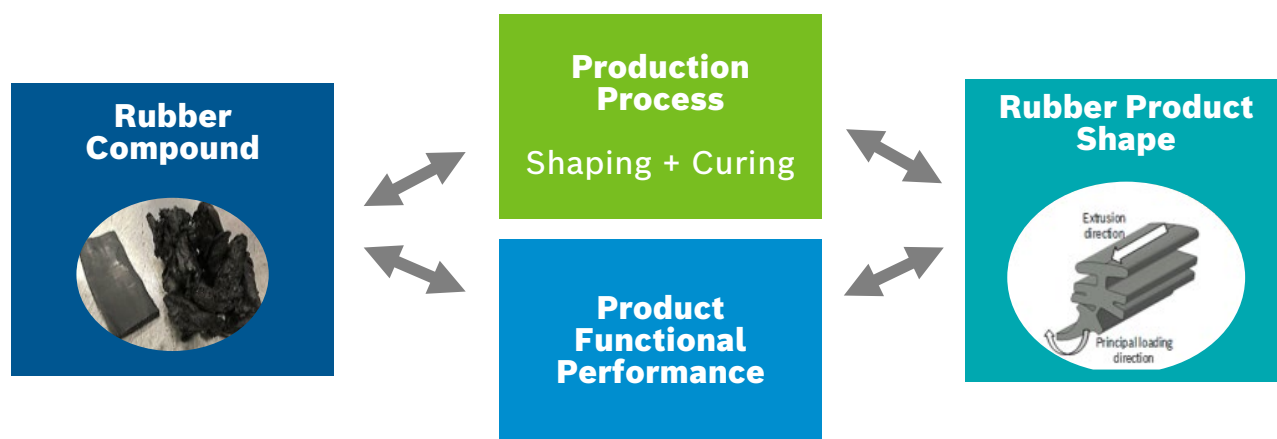 Rubber
Compound
Production
Process
Shaping + Curing
Product
Functional
Performance
Rubber Product
Shape
Extrusion
direction
Principal loading
direction